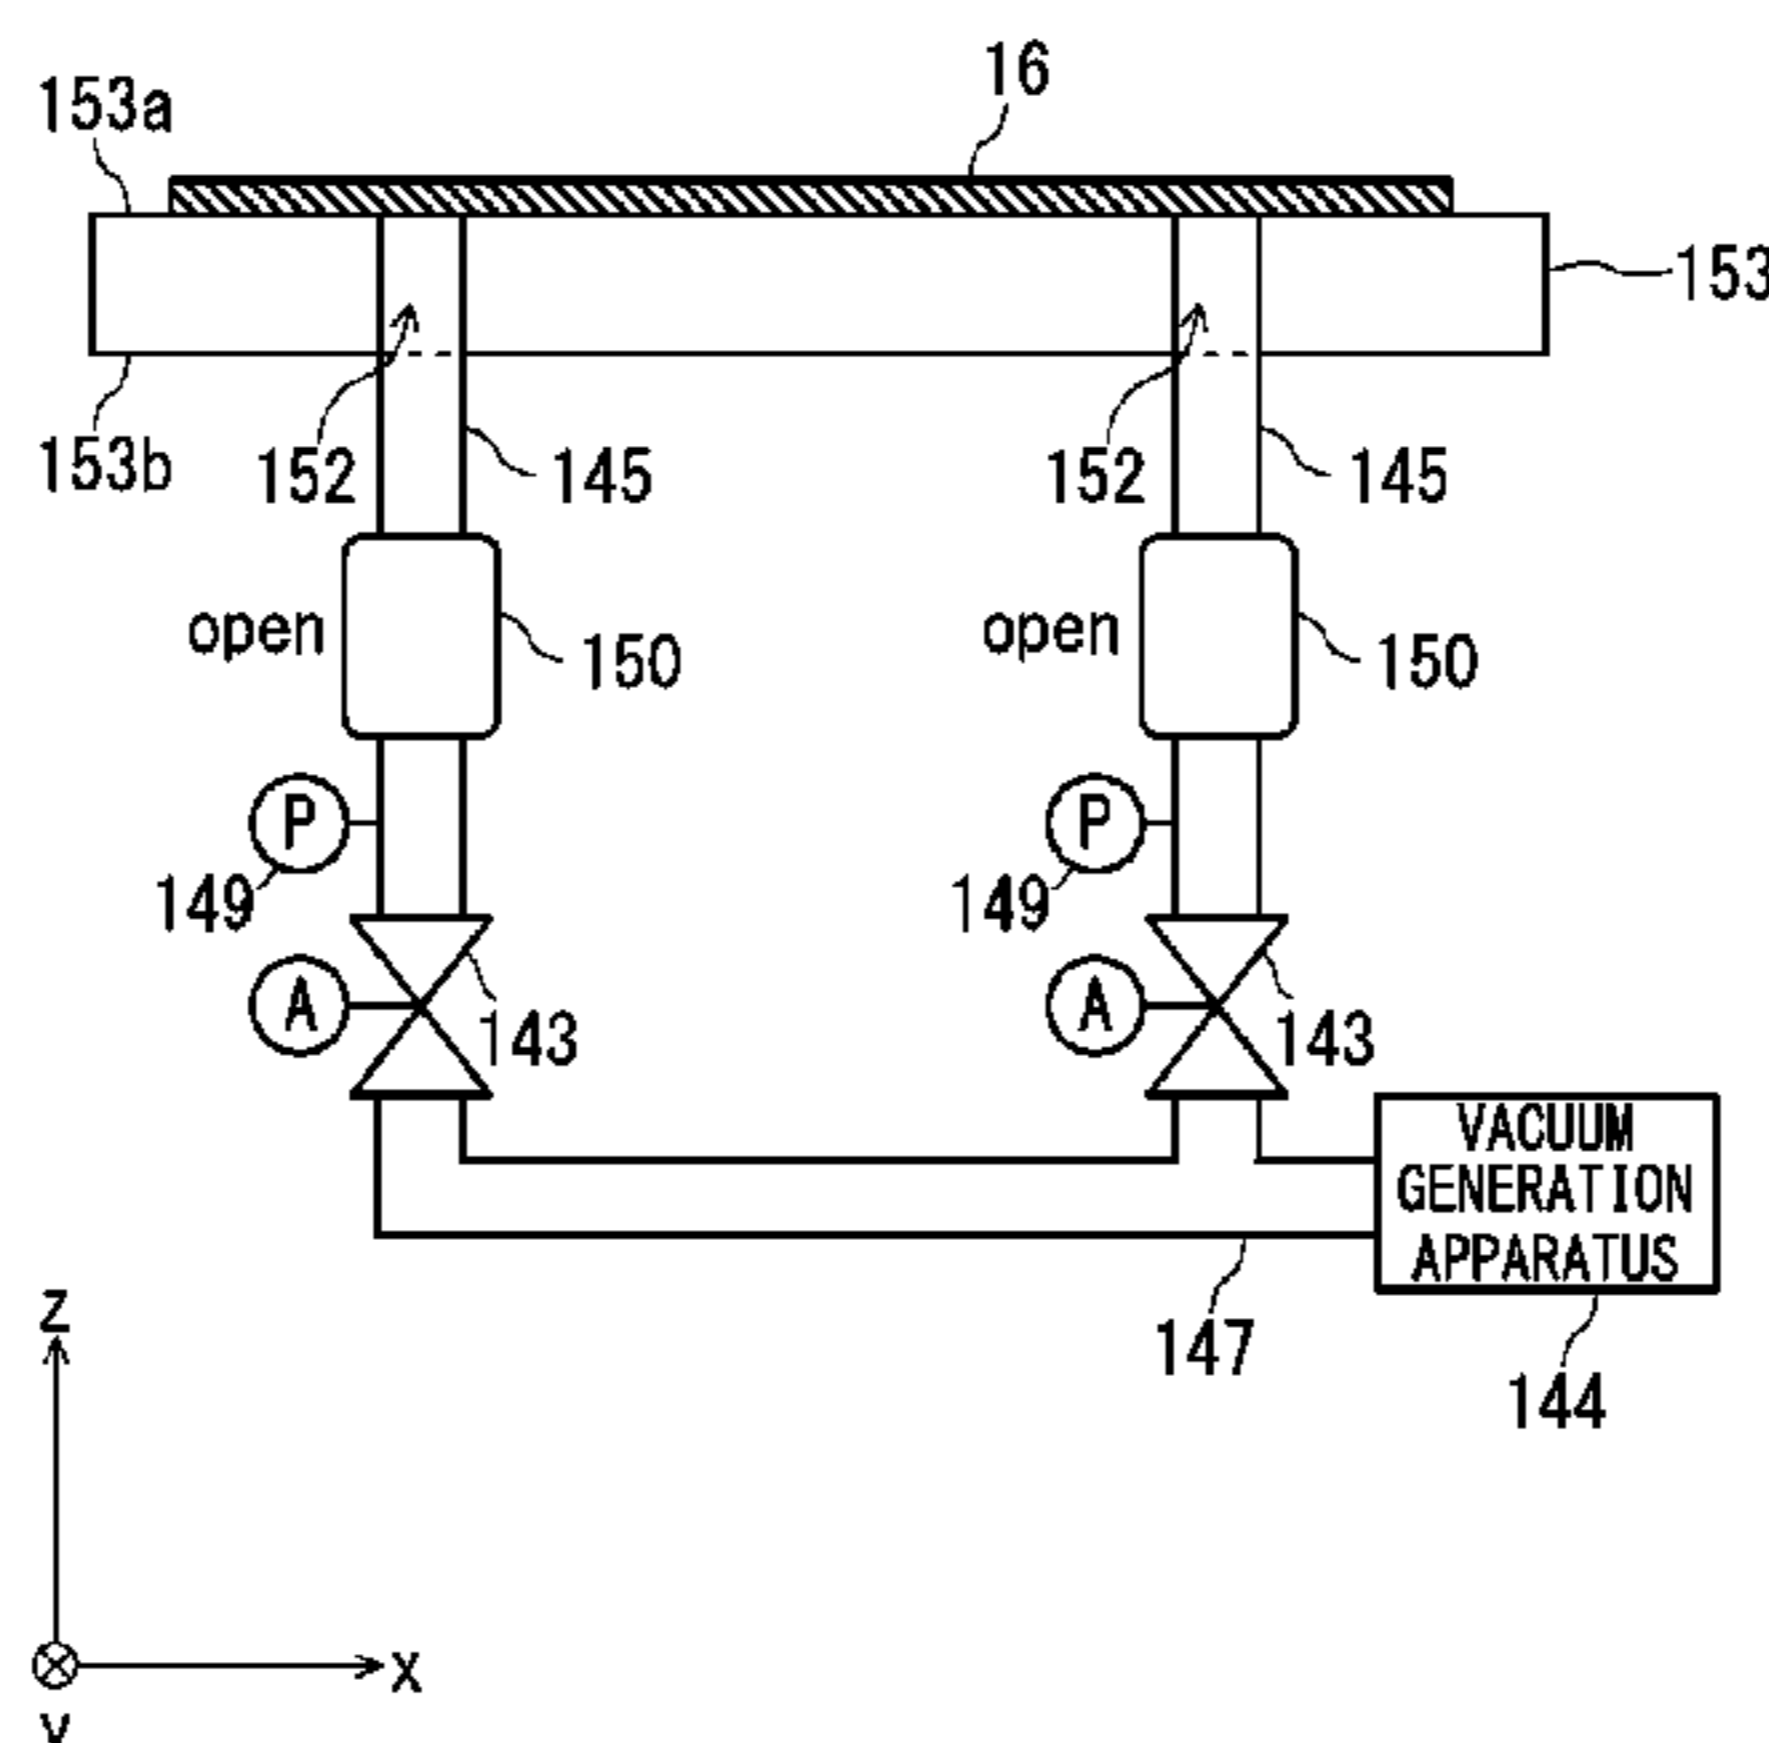 16
153a
153
153b
152
145
152
145
open
150
open
150
P
P
149
149
A
143
A
143
VACUUM
GENERATION
APPARATUS
147
144
Z
X
y